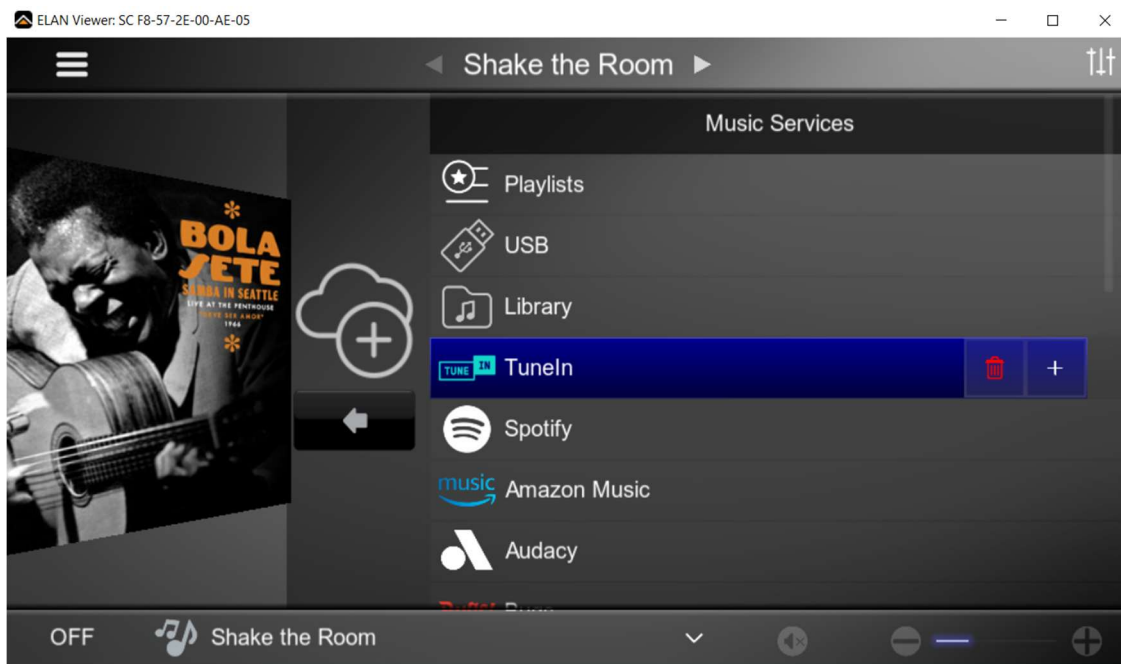 ELAN Viewer: SC F8-57-2E-00-AE-05
Shake the Room
Music Services
BOLA
SETE
SAMBA IN SEATTLE
LIVE AT THE PENTHOUSE
1966
Playlists
USB
Library
TUNE IN TuneIn
Spotify
music Amazon Music
Audacy
OFF
Shake the Room